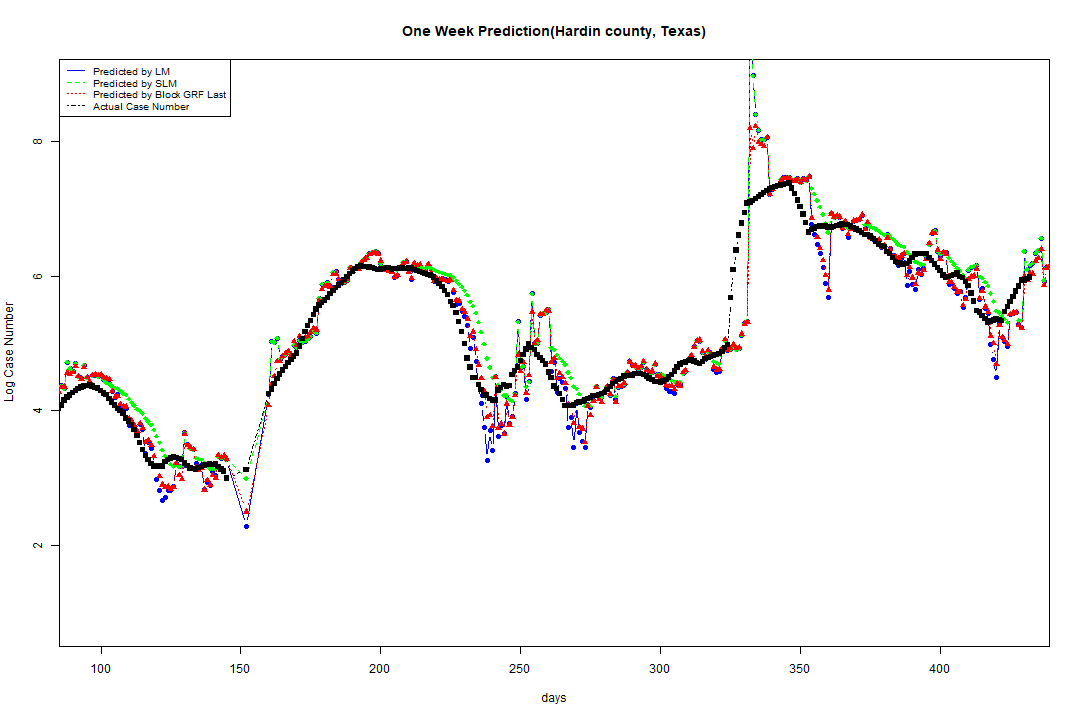 One Week Prediction(Hardin county, Texas)
Predicted by LM
Predicted by SLM
Predicted by Block GRF Last
Actual Case Number
8
6
4
2
Log Case Number
100 150 200 250 300 350 400
days